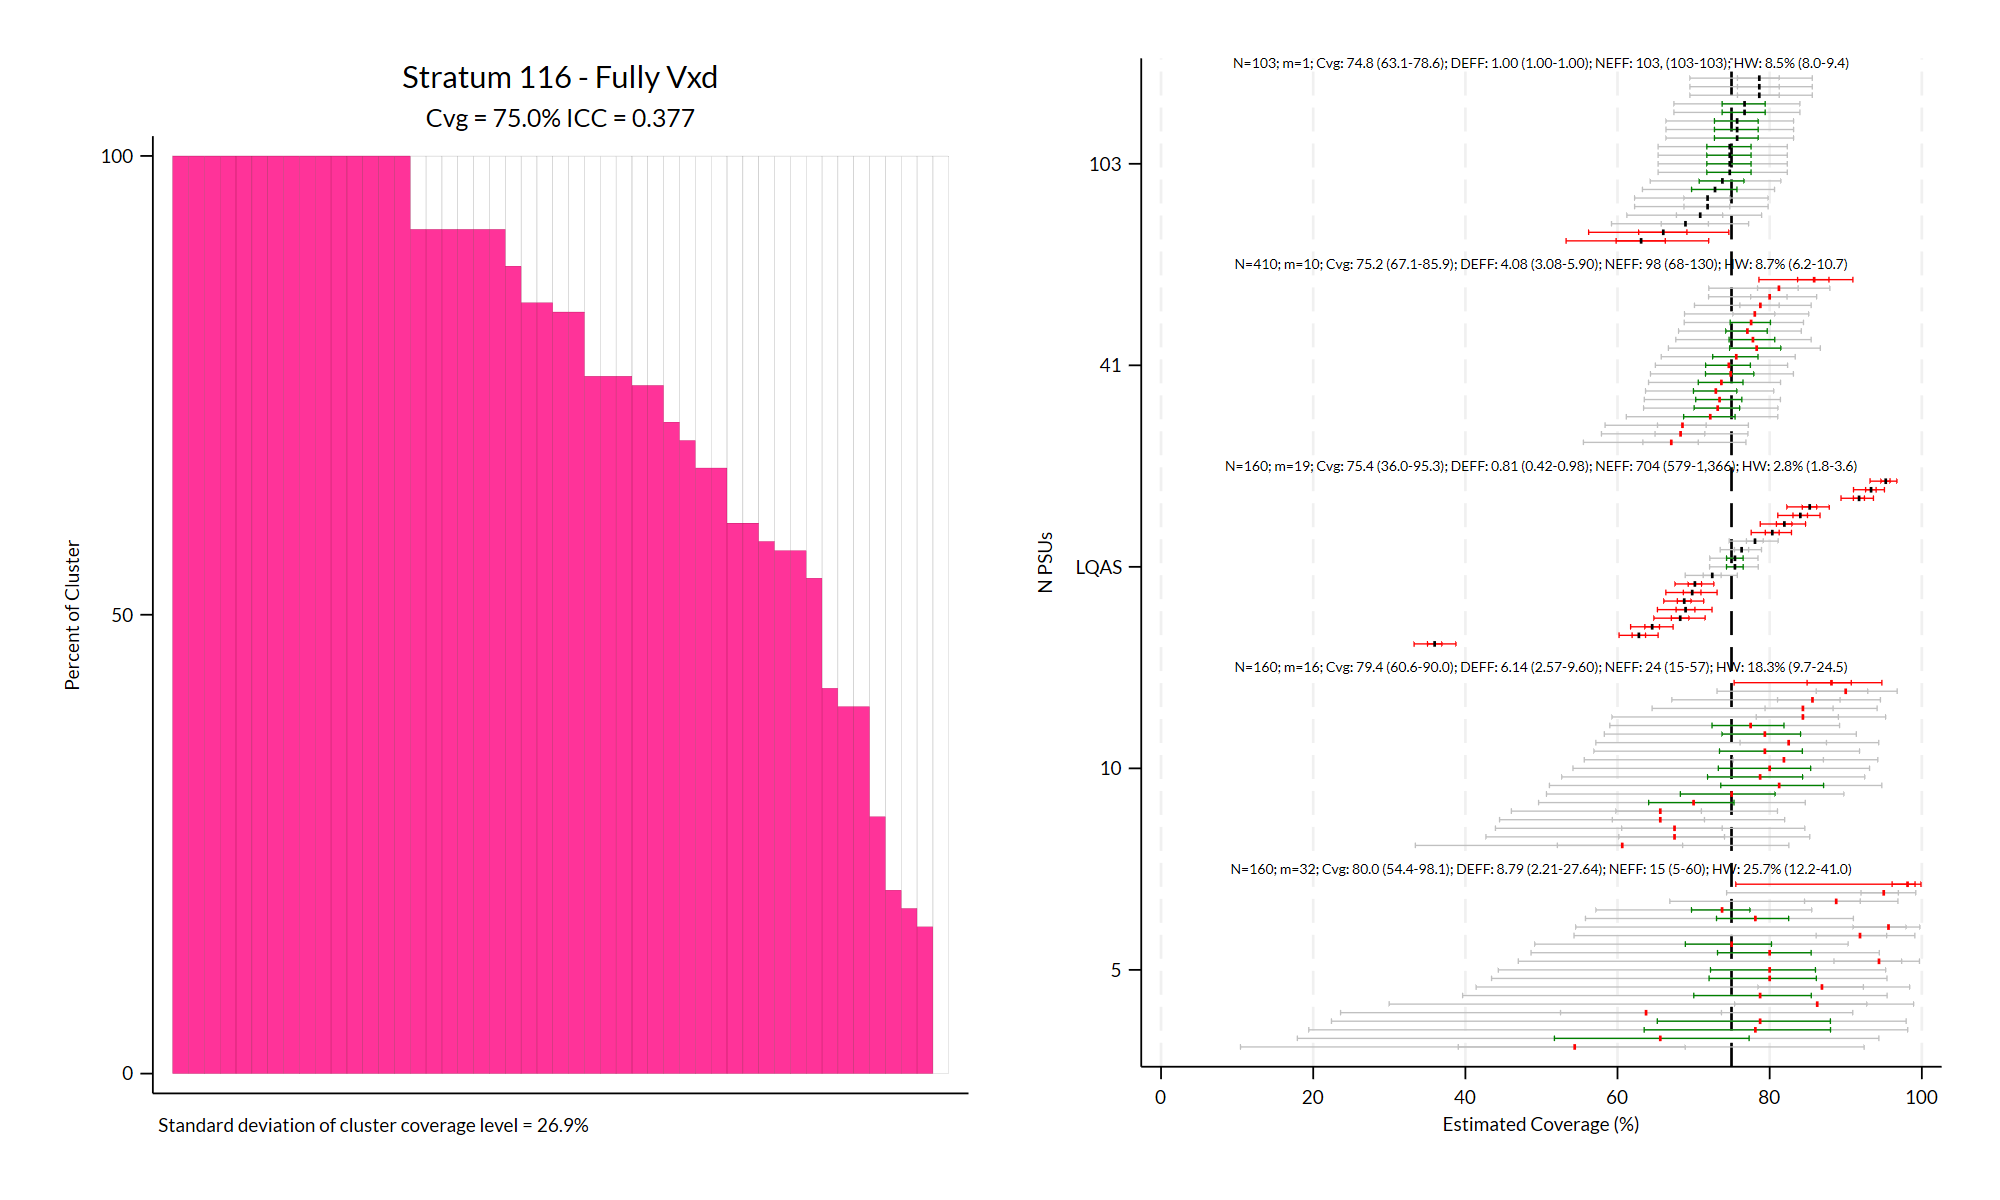 Stratum 116 - Fully Vxd
Cvg = 75.0% ICC = 0.377
100
50
0
Percent of Cluster
Standard deviation of cluster coverage level = 26.9%
N=103; m=1; Cvg: 74.8 (63.1-78.6); DEFF: 1.00 (1.00-1.00); NEFF: 103, (103-103); HW: 8.5% (8.0-9.4)
103
N=410; m=10; Cvg: 75.2 (67.1-85.9); DEFF: 4.08 (3.08-5.90); NEFF: 98 (68-130); HW: 8.7% (6.2-10.7)
41
N=160; m=19; Cvg: 75.4 (36.0-95.3); DEFF: 0.81 (0.42-0.98); NEFF: 704 (579-1,366); HW: 2.8% (1.8-3.6)
LQAS
N=160; m=16; Cvg: 79.4 (60.6-90.0); DEFF: 6.14 (2.57-9.60); NEFF: 24 (15-57); HW: 18.3% (9.7-24.5)
10
N=160; m=32; Cvg: 80.0 (54.4-98.1); DEFF: 8.79 (2.21-27.64); NEFF: 15 (5-60); HW: 25.7% (12.2-41.0)
5
N PSUs
0 20 40 60 80 100
Estimated Coverage (%)